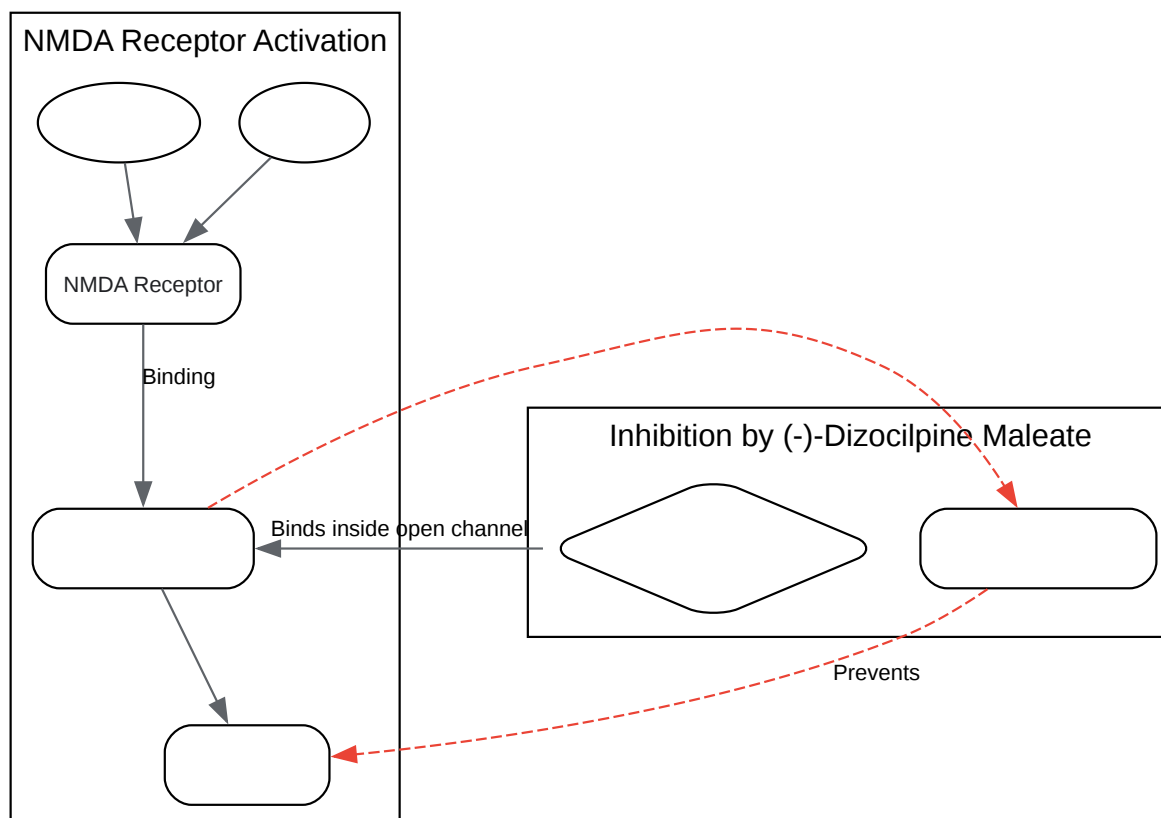 NMDA Receptor Activation
NMDA Receptor
Binding
Inhibition by (-)-Dizocilpine Maleate
Binds inside open channel
Prevents